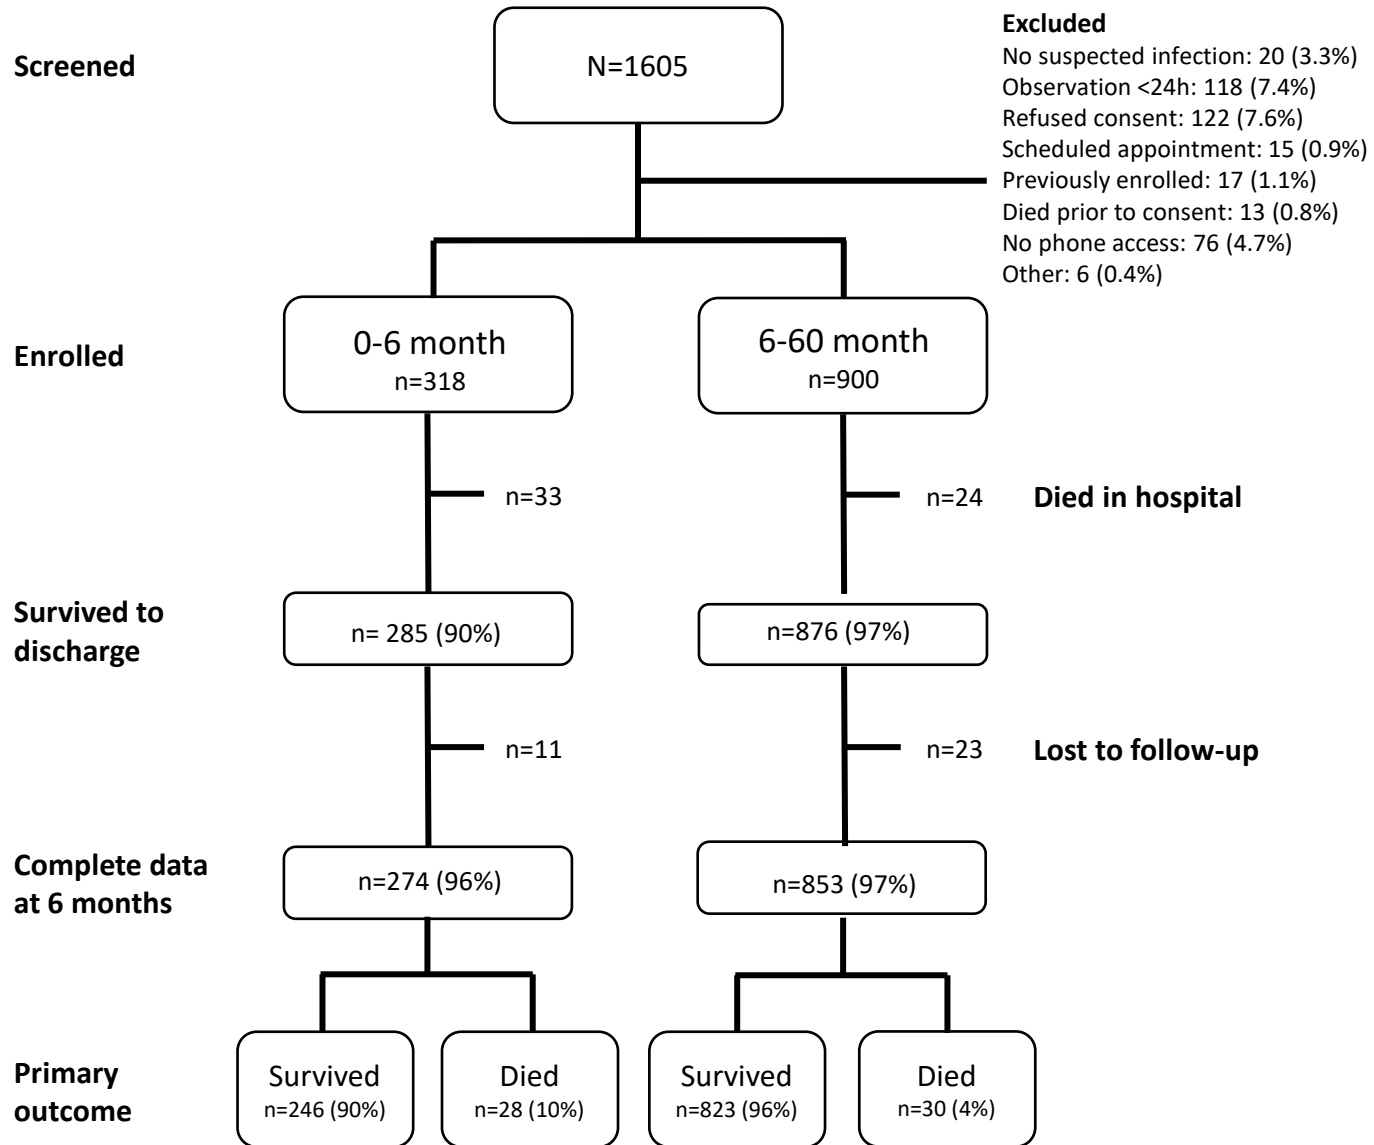 Screened
N=1605
Excluded
No suspected infection: 20 (3.3%)
Observation <24h: 118 (7.4%)
Refused consent: 122 (7.6%)
Scheduled appointment: 15 (0.9%)
Previously enrolled: 17 (1.1%)
Died prior to consent: 13 (0.8%)
No phone access: 76 (4.7%)
Other: 6 (0.4%)
Enrolled
0-6 month
n=318
6-60 month
n=900
n=33
n=24
Died in hospital
Survived to
discharge
n= 285 (90%)
n=876 (97%)
n=11
n=23
Lost to follow-up
Complete data
at 6 months
n=274 (96%)
n=853 (97%)
Primary
outcome
Survived
n=246 (90%)
Died
n=28 (10%)
Survived
n=823 (96%)
Died
n=30 (4%)